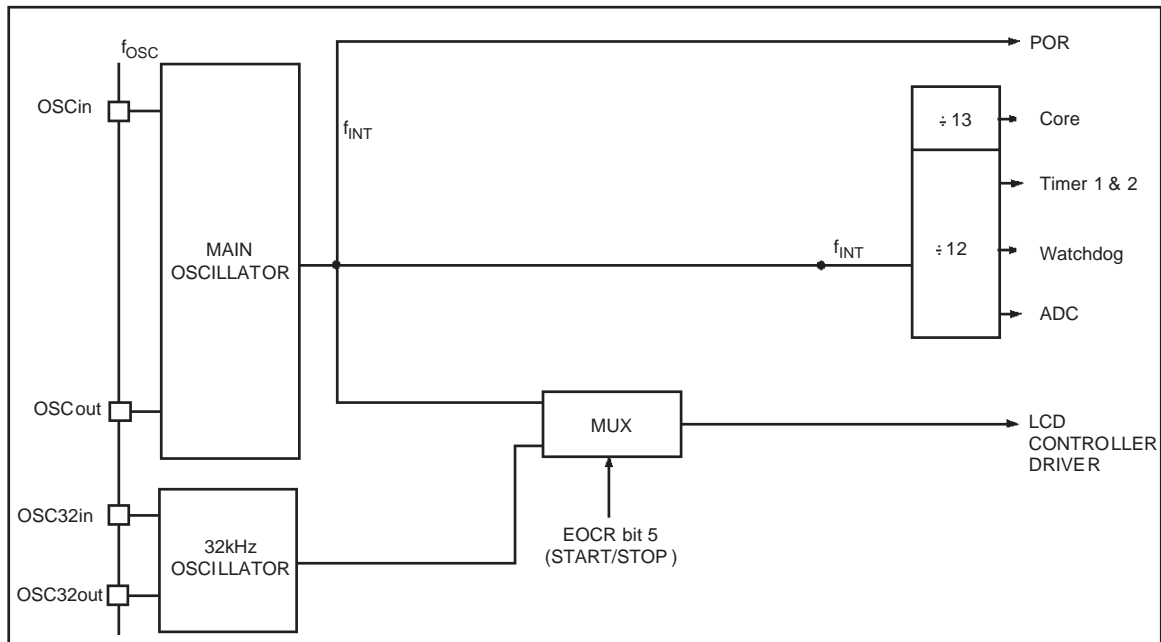 fOSC
POR
OSCin
÷13
Core
fINT
Timer 1 & 2
MAIN
OSCILLATOR
fINT
÷12
Watchdog
ADC
OSCout
MUX
LCD
CONTROLLER
DRIVER
OSC32in
32kHz
OSCILLATOR
EOCR bit 5
(START/STOP)
OSC32out